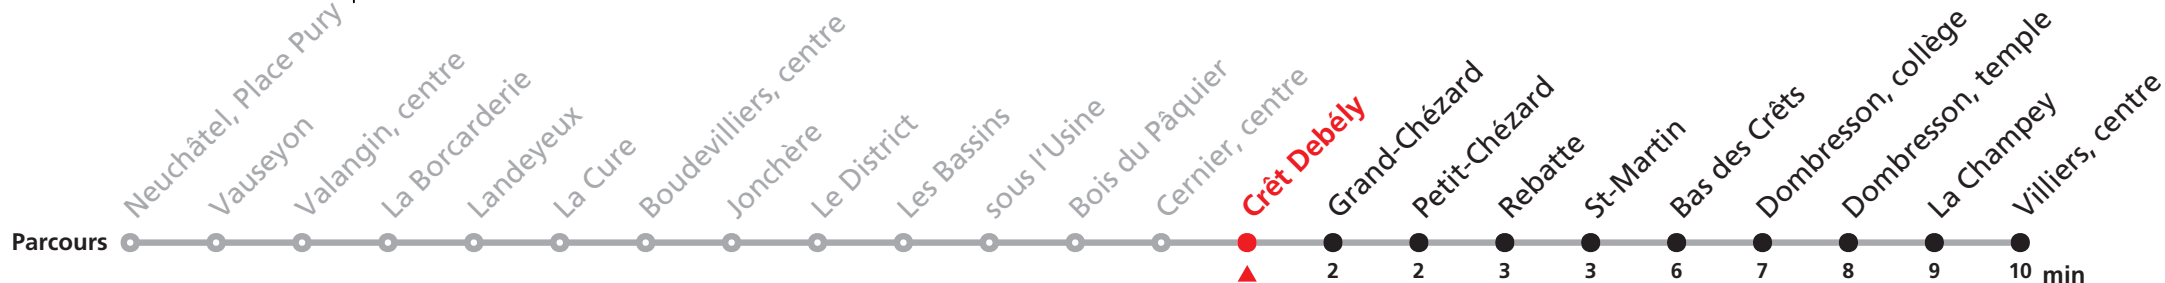 Neuchâtel, Place Pury
Vauseyon
Valangin, centre
La Borcarderie
Landeyeux
La Cure
Boudevilliers, centre
Jonchère
Le District
Les Bassins
sous l'Usine
Bois du Pâquier
Cernier, centre
Crêt Debély
Grand-Chézard
Petit-Chézard
Rebatte
St-Martin
Bas des Crêts
Dombresson, collège
Dombresson, temple
La Champey
Villiers, centre
Parcours
2 2 3 3 6 7 8 9 10 min